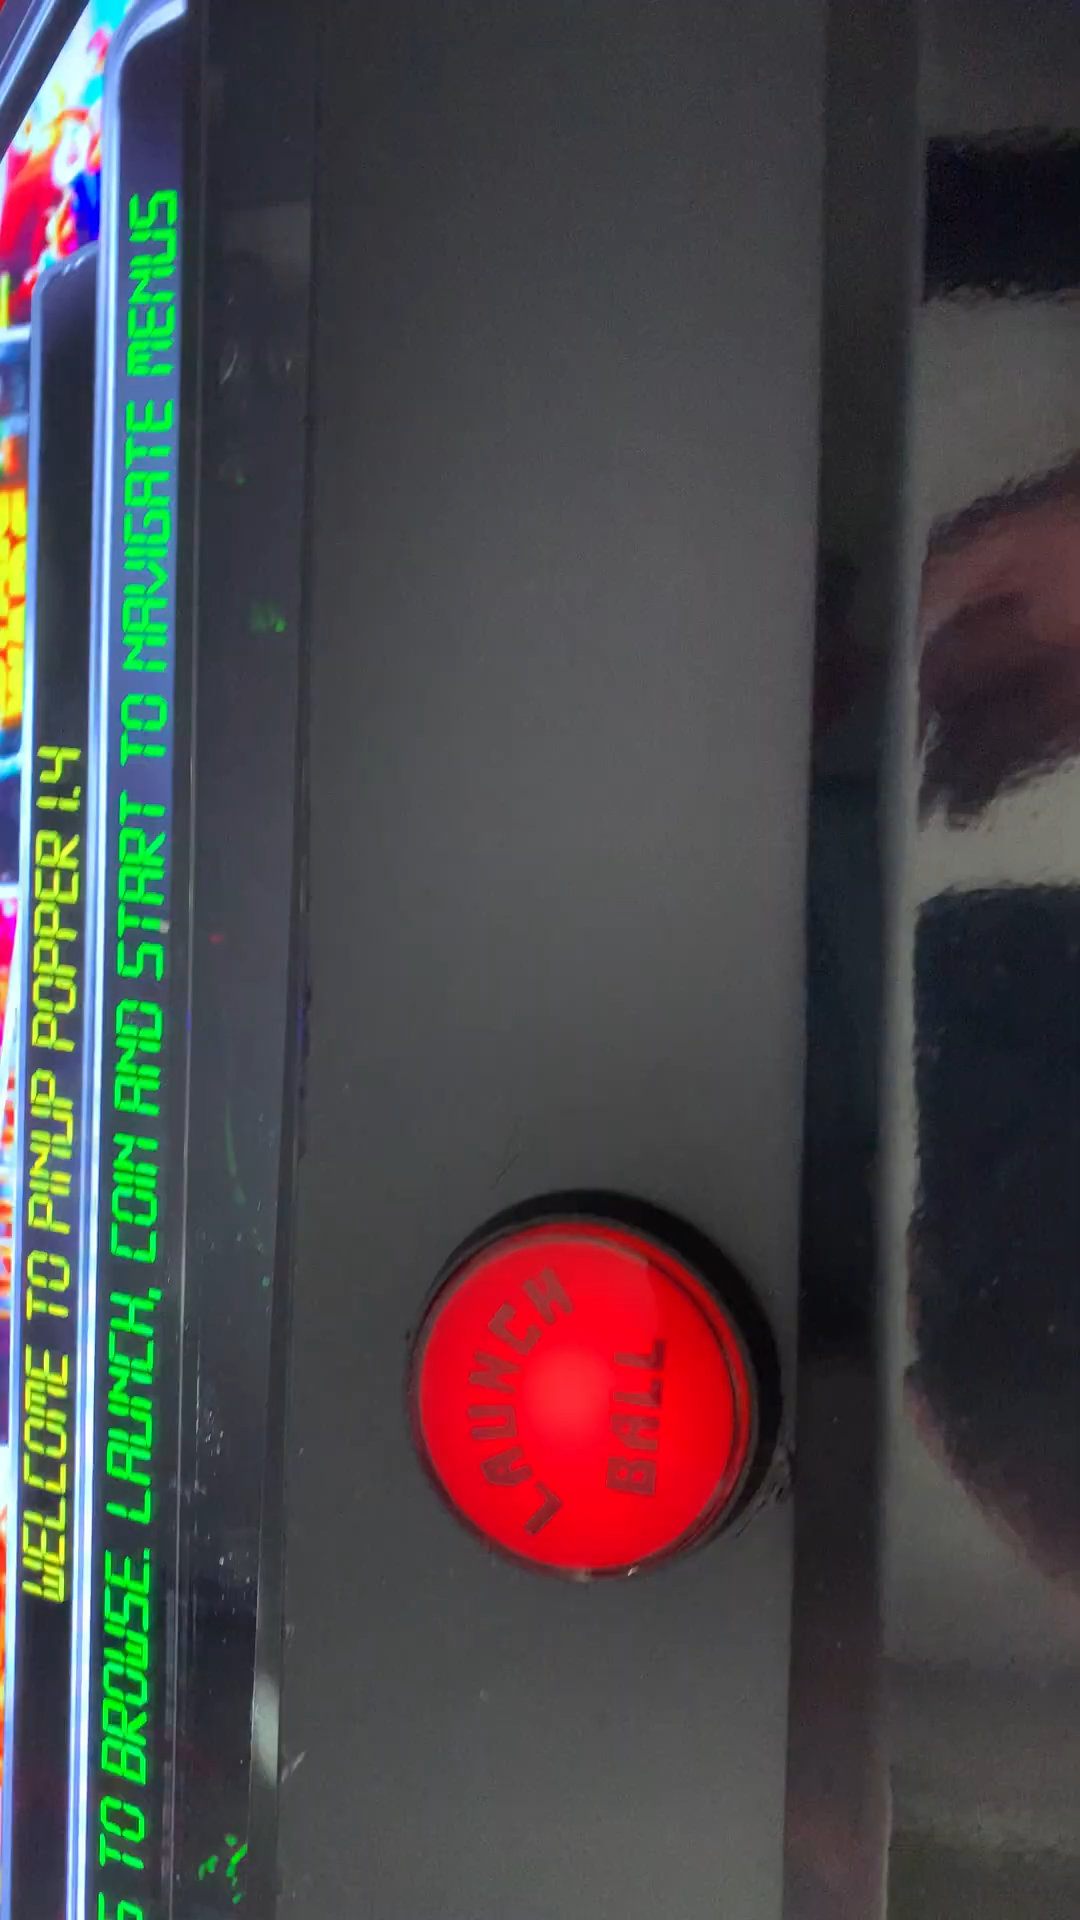 WELCOME TO PINUP POPPER 1.4
TO BROWSE. LAUNCH, COIN AND START TO NAVIGATE MENUS
LAUNCH
BALL